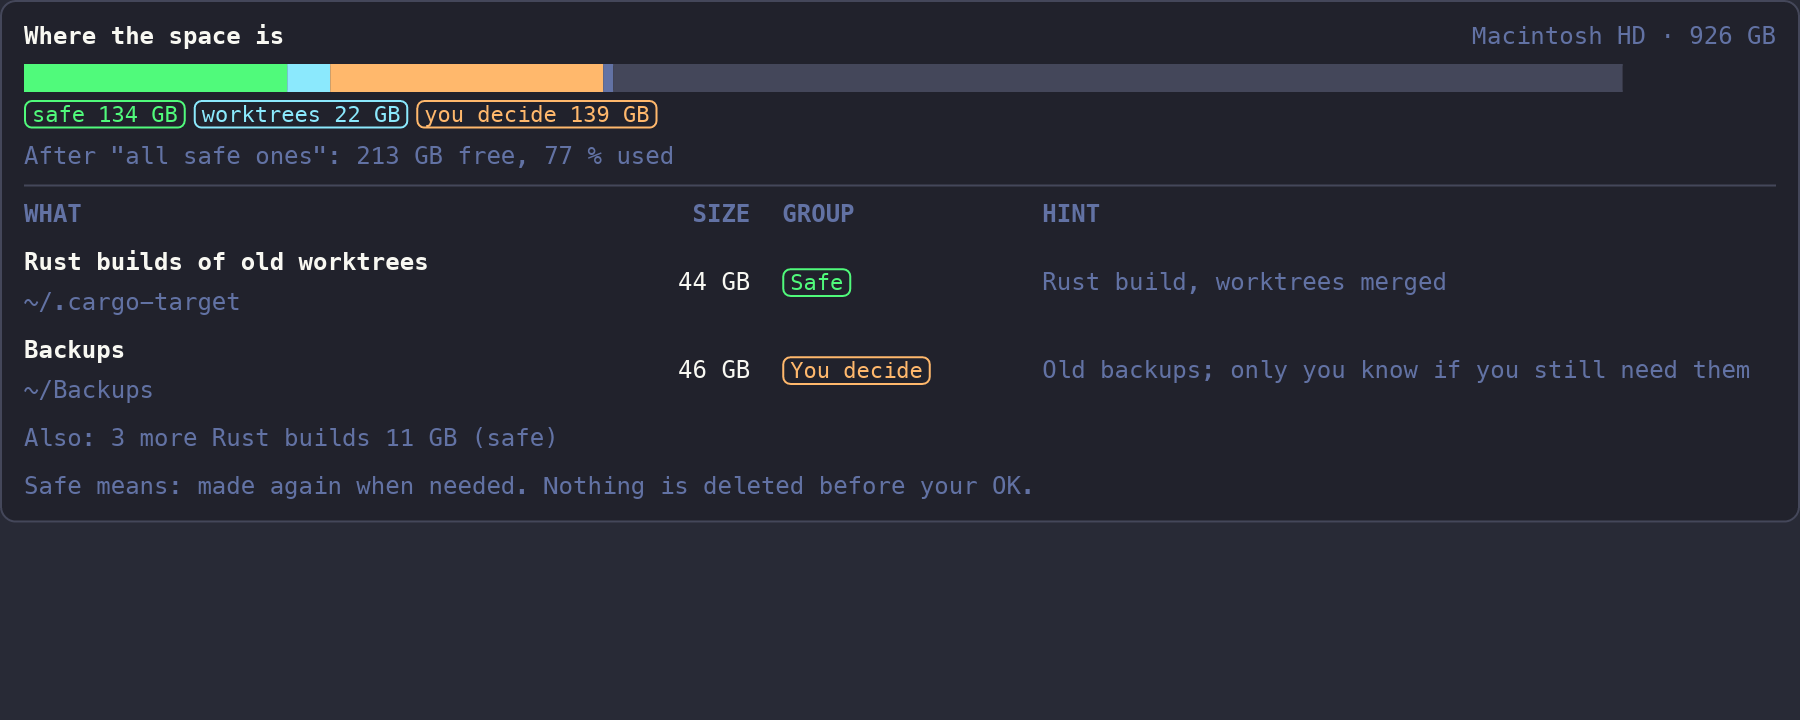 Where the space is
Macintosh HD · 926 GB
safe 134 GB worktrees 22 GB you decide 139 GB
After "all safe ones": 213 GB free, 77 % used
WHAT SIZE GROUP HINT
Rust builds of old worktrees
44 GB Safe Rust build, worktrees merged
~/.cargo-target
Backups
46 GB You decide Old backups; only you know if you still need them
~/Backups
Also: 3 more Rust builds 11 GB (safe)
Safe means: made again when needed. Nothing is deleted before your OK.